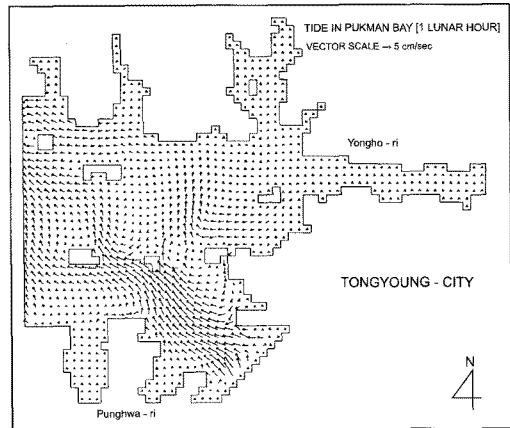 TIDE IN PUKMAN BAY [1 LUNAR HOUR]
VECTOR SCALE → 5 cm/sec
Yongho - ri
TONGYOUNG - CITY
N
Punghwa - ri